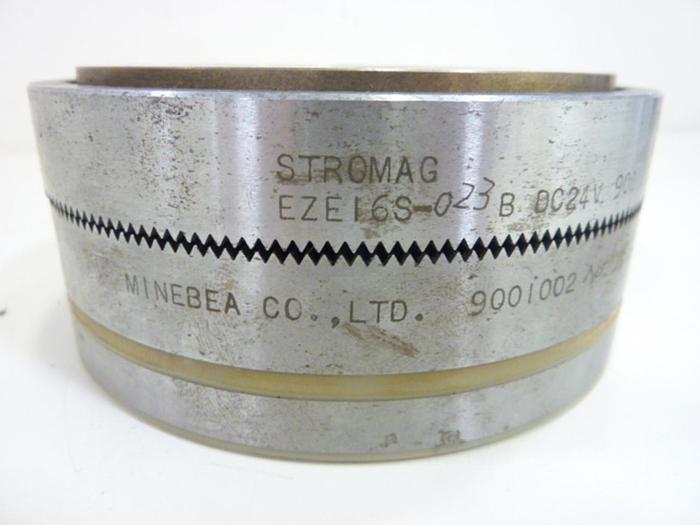 STROMAG
EZE16S-023 B DC24V
MINEBEA CO.,LTD. 9001002